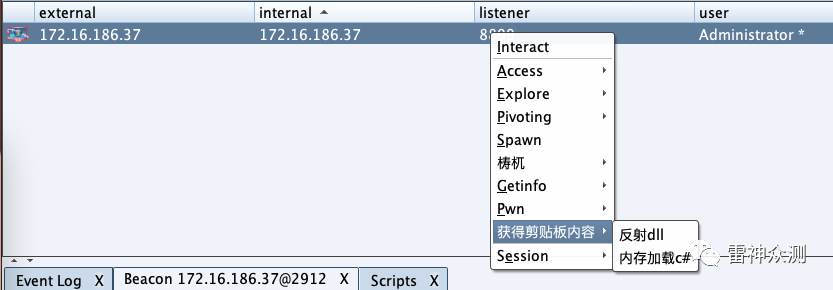 external internal listener user
172.16.186.37 172.16.186.37 Administrator *
Interact
Access
Explore
Pivoting
Spawn
梼杌
Getinfo
Pwn
获得剪贴板内容 反射dll
内存加载c#
Session
雷神众测
Event Log X Beacon 172.16.186.37@2912 X Scripts X